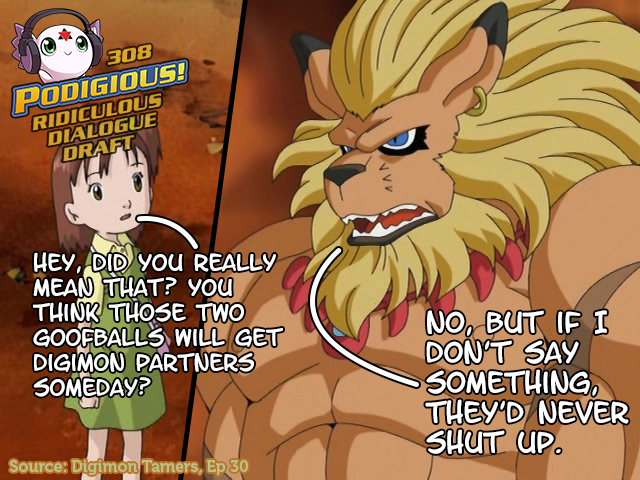 308
PODIGIOUS!
RIDICULOUS
DIALOGUE
DRAFT
HEY, DID YOU REALLY
MEAN THAT? YOU
THINK THOSE TWO
GOOFBALLS WILL GET
DIGIMON PARTNERS
SOMEDAY?
NO, BUT IF I
DON'T SAY
SOMETHING,
THEY'D NEVER
SHUT UP.
Source: Digimon Tamers, Ep 30